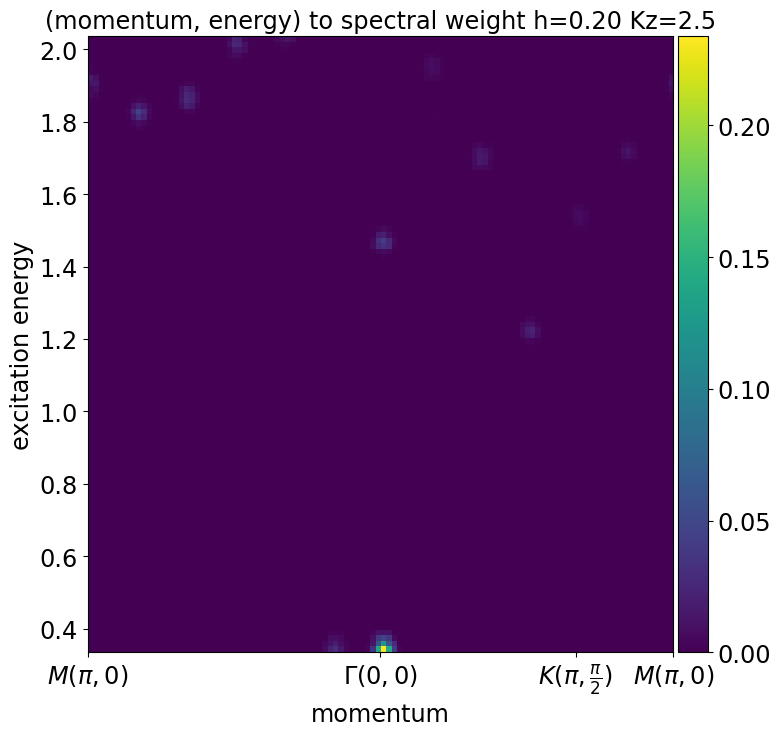 (momentum, energy) to spectral weight h=0.20 Kz=2.5
excitation energy
2.0
1.8
1.6
1.4
1.2
1.0
0.8
0.6
0.4
0.20
0.15
0.10
0.05
0.00
M(π, 0)
Γ(0, 0)
K(π, π/2)
M(π, 0)
momentum